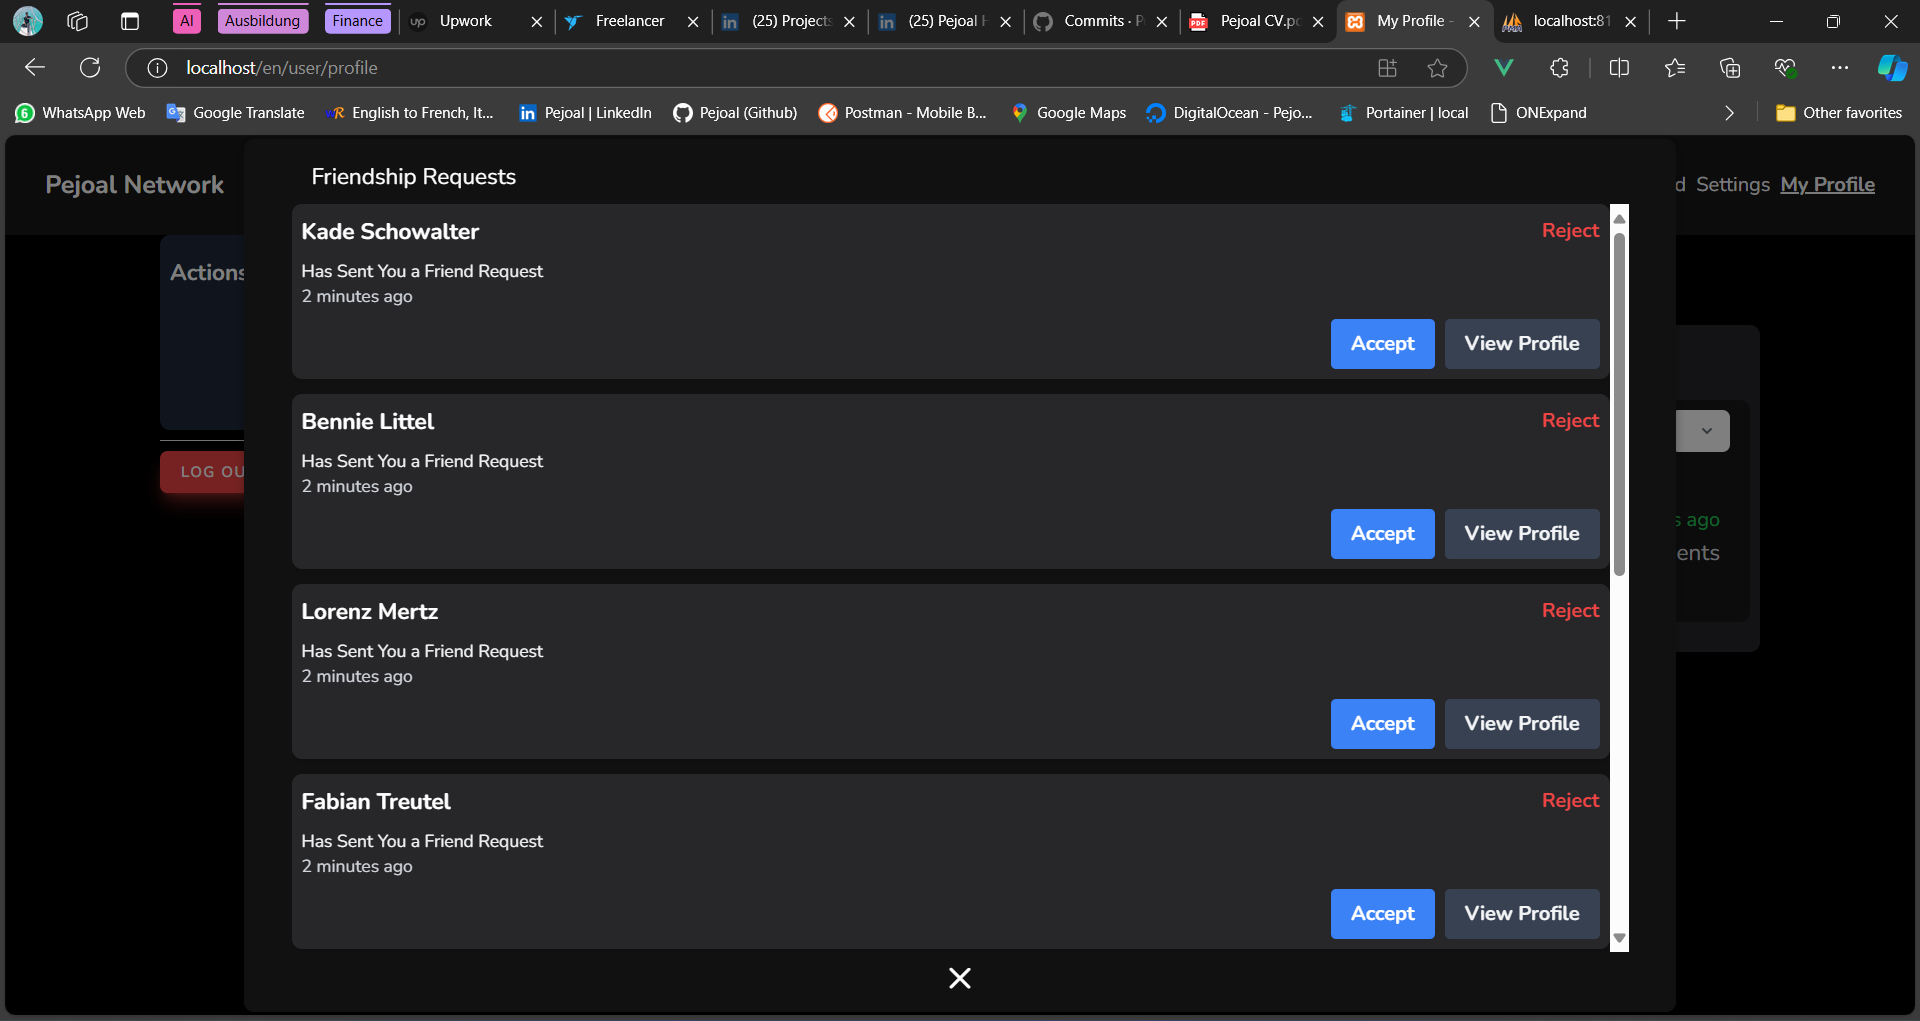 AI Ausbildung Finance Upwork Freelancer (25) Projects (25) Pejoal Commits · Pejoal CV.pd My Profile - localhost:81
localhost/en/user/profile
WhatsApp Web Google Translate English to French, It... Pejoal | LinkedIn Pejoal (Github) Postman - Mobile B... Google Maps DigitalOcean - Pejo... Portainer | local ONExpand Other favorites
Pejoal Network
Friendship Requests
d Settings My Profile
Actions
LOG OU
s ago
ents
Kade Schowalter
Reject
Has Sent You a Friend Request
2 minutes ago
Accept View Profile
Bennie Littel
Reject
Has Sent You a Friend Request
2 minutes ago
Accept View Profile
Lorenz Mertz
Reject
Has Sent You a Friend Request
2 minutes ago
Accept View Profile
Fabian Treutel
Reject
Has Sent You a Friend Request
2 minutes ago
Accept View Profile